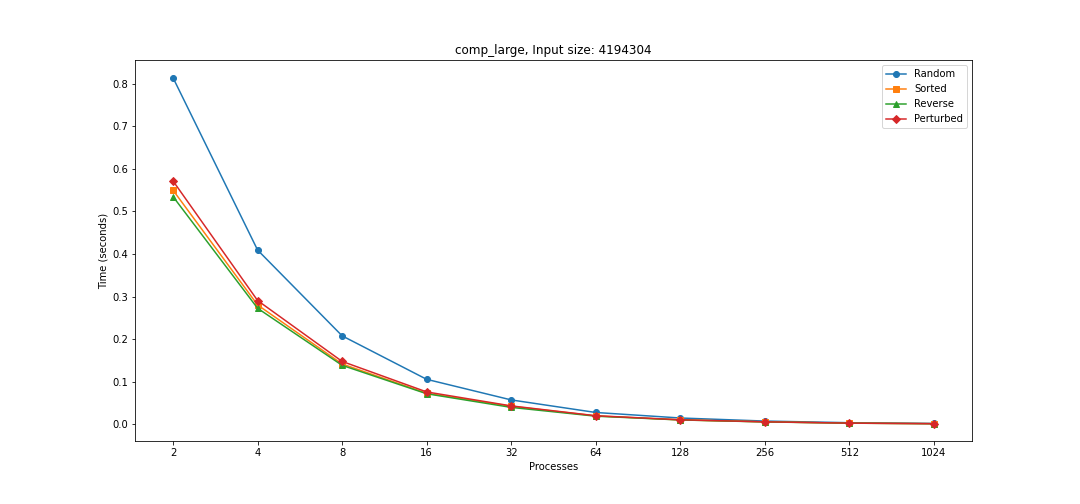 comp_large, Input size: 4194304
Random
Sorted
Reverse
Perturbed
Time (seconds)
0.8
0.7
0.6
0.5
0.4
0.3
0.2
0.1
0.0
2 4 8 16 32 64 128 256 512 1024
Processes